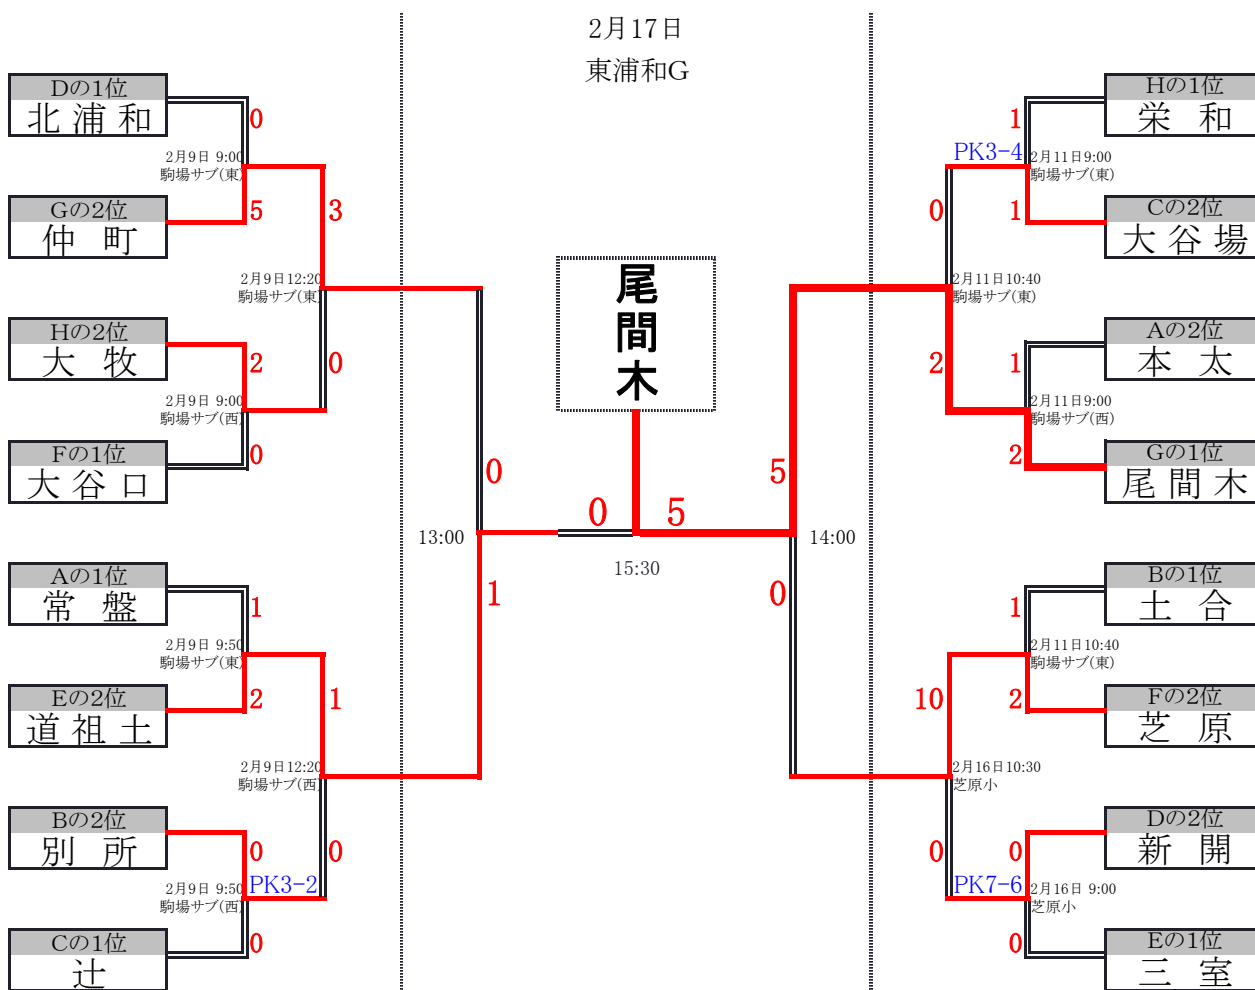 2月17日
東浦和G
Dの1位
北浦和
0
2月9日 9:00
駒場サブ(東)
Gの2位
仲町
5
3
2月9日12:20
駒場サブ(東)
Hの2位
大牧
2
0
2月9日 9:00
駒場サブ(西)
Fの1位
大谷口
0
0
13:00
Aの1位
常盤
1
2月9日 9:50
駒場サブ(東)
Eの2位
道祖土
2
1
1
2月9日12:20
駒場サブ(西)
Bの2位
別所
0
0
2月9日 9:50
PK3-2
駒場サブ(西)
Cの1位
辻
0
尾間木
0
5
15:30
Hの1位
栄和
1
PK3-4
2月11日9:00
駒場サブ(東)
Cの2位
大谷場
1
0
2月11日10:40
駒場サブ(東)
Aの2位
本太
1
2
2月11日9:00
駒場サブ(西)
Gの1位
尾間木
2
5
14:00
0
Bの1位
土合
1
2月11日10:40
駒場サブ(東)
Fの2位
芝原
2
10
2月16日10:30
芝原小
Dの2位
新開
0
0
PK7-6
2月16日 9:00
芝原小
Eの1位
三室
0